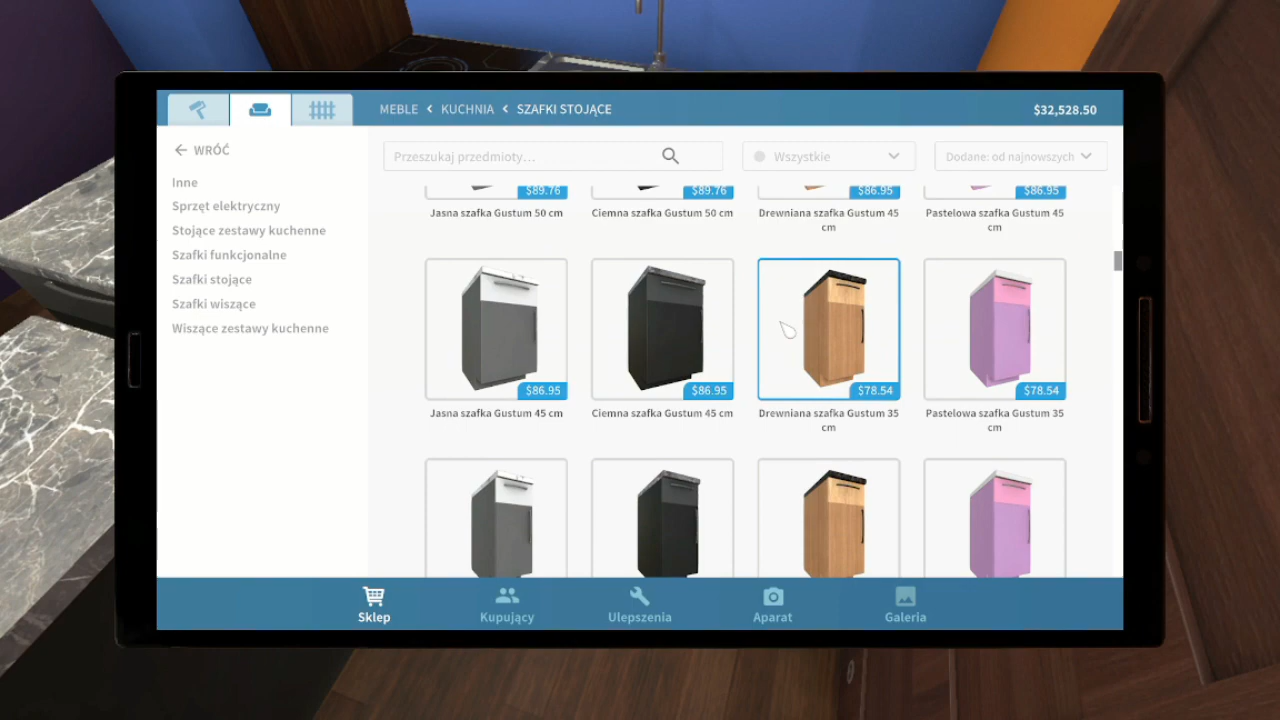 MEBLE < KUCHNIA < SZAFKI STOJĄCE
$32,528.50
WRÓĆ
Przeszukaj przedmioty...
Wszystkie
Dodane: od najnowszych
Inne
Sprzęt elektryczny
Stojące zestawy kuchenne
Szafki funkcjonalne
Szafki stojące
Szafki wiszące
Wiszące zestawy kuchenne
$89.76
$89.76
$86.95
$86.95
Jasna szafka Gustum 50 cm
Ciemna szafka Gustum 50 cm
Drewniana szafka Gustum 45
cm
Pastelowa szafka Gustum 45
cm
$86.95
$86.95
$78.54
$78.54
Jasna szafka Gustum 45 cm
Ciemna szafka Gustum 45 cm
Drewniana szafka Gustum 35
cm
Pastelowa szafka Gustum 35
cm
Sklep
Kupujący
Ulepszenia
Aparat
Galeria